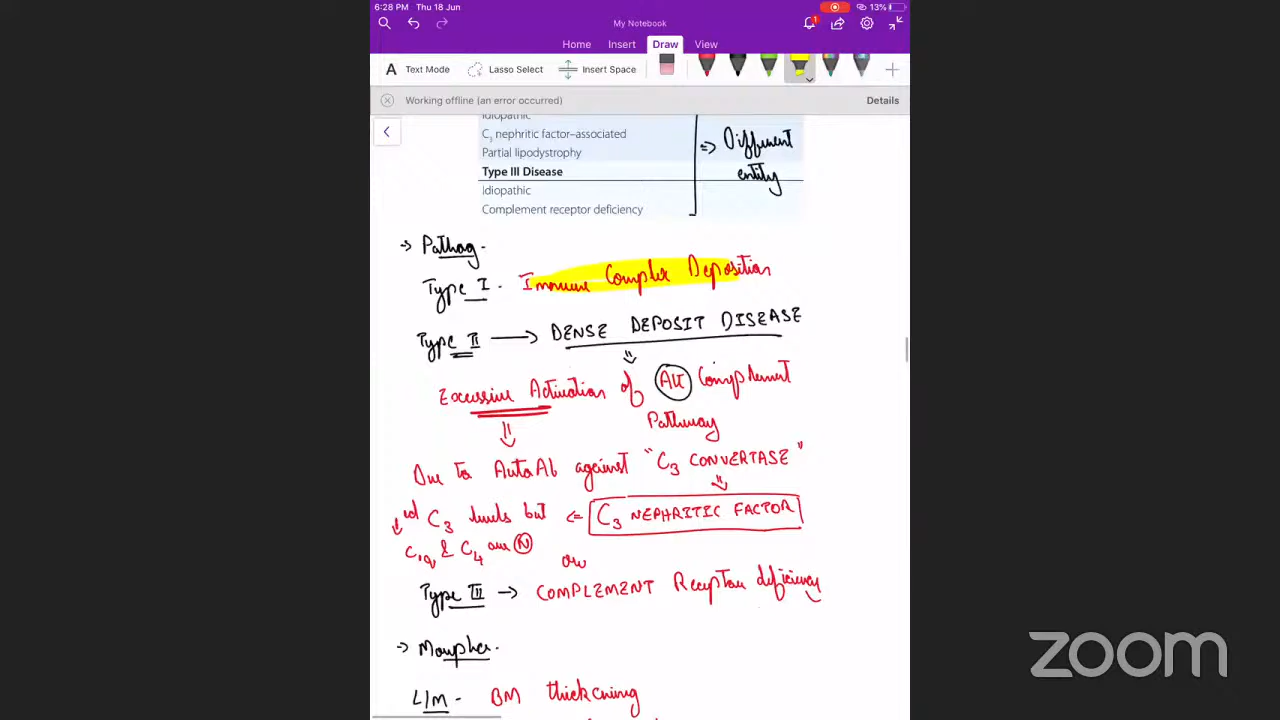 6:28 PM Thu 18 Jun
13%
My Notebook
1
Home Insert Draw View
A Text Mode Lasso Select Insert Space
Working offline (an error occurred) Details
Idiopathic
C3 nephritic factor–associated
Partial lipodystrophy
Type III Disease
Idiopathic
Complement receptor deficiency
=> Different
entity
=> Pathog.
Type I. Immune Complex Deposition
Type II → DENSE DEPOSIT DISEASE
Excessive Activation of Alt Complement
Pathway
Due to AutoAb against "C3 CONVERTASE"
↓ed C3 levels but <= C3 NEPHRITIC FACTOR
C1q & C4 are N
Type III → COMPLEMENT Receptor deficiency
=> Morpho.
L/M - BM thickening
zoom